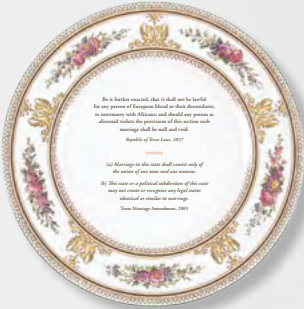 Be it further enacted, that it shall not be lawful
for any person of European blood or their descendants,
to intermarry with Africans; and should any person as
aforesaid violate the provisions of this section such
marriage shall be null and void.
Republic of Texas Laws, 1837
(a) Marriage in this state shall consist only of
the union of one man and one woman.
(b) This state or a political subdivision of this state
may not create or recognize any legal status
identical or similar to marriage.
Texas Marriage Amendment, 2005